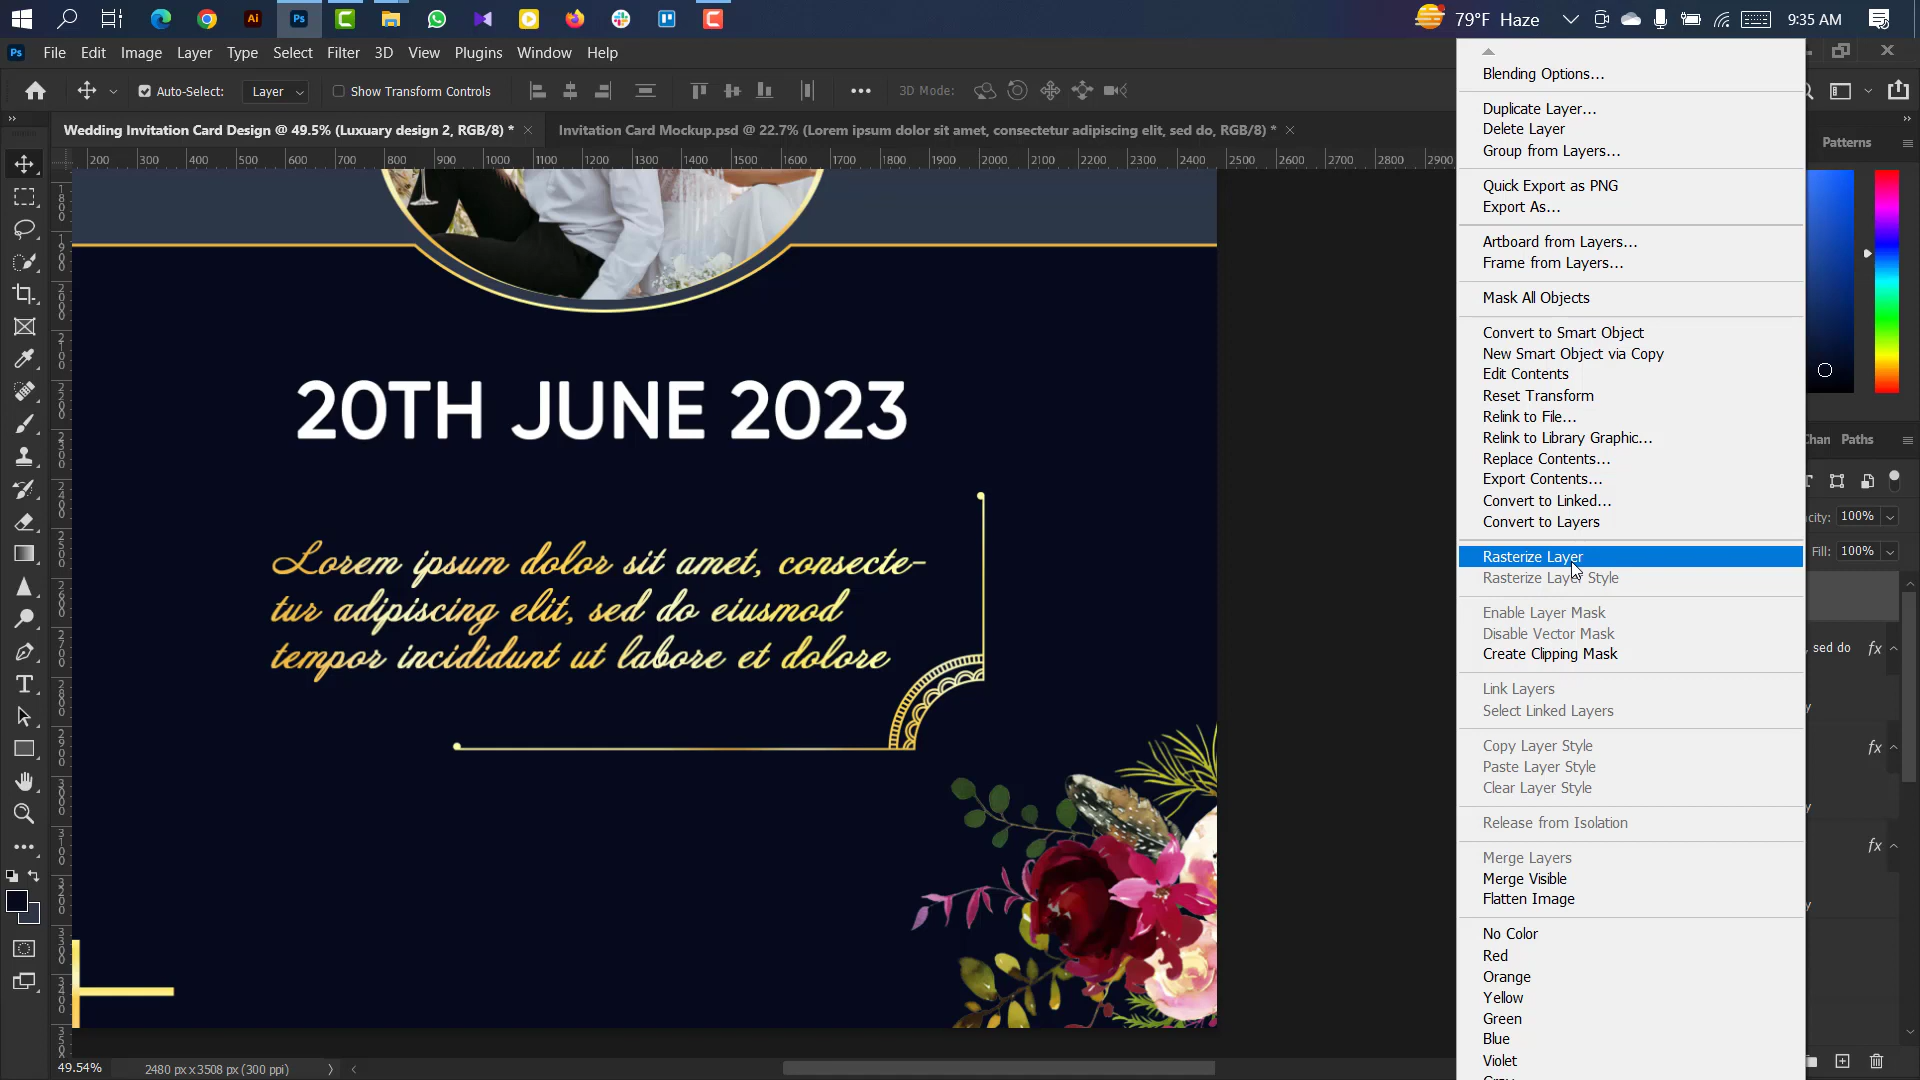 79°F Haze
9:35 AM
Ps File Edit Image Layer Type Select Filter 3D View Plugins Window Help
Auto-Select: Layer Show Transform Controls 3D Mode:
Wedding Invitation Card Design @ 49.5% (Luxuary design 2, RGB/8) *
Invitation Card Mockup.psd @ 22.7% (Lorem ipsum dolor sit amet, consectetur adipiscing elit, sed do, RGB/8) *
200 300 400 500 600 700 800 900 1000 1100 1200 1300 1400 1500 1600 1700 1800 1900 2000 2100 2200 2300 2400 2500 2600 2700 2800 2900
20TH JUNE 2023
Lorem ipsum dolor sit amet, consecte-
tur adipiscing elit, sed do eiusmod
tempor incididunt ut labore et dolore
Blending Options...
Duplicate Layer...
Delete Layer
Group from Layers...
Quick Export as PNG
Export As...
Artboard from Layers...
Frame from Layers...
Mask All Objects
Convert to Smart Object
New Smart Object via Copy
Edit Contents
Reset Transform
Relink to File...
Relink to Library Graphic...
Replace Contents...
Export Contents...
Convert to Linked...
Convert to Layers
Rasterize Layer
Rasterize Layer Style
Enable Layer Mask
Disable Vector Mask
Create Clipping Mask
Link Layers
Select Linked Layers
Copy Layer Style
Paste Layer Style
Clear Layer Style
Release from Isolation
Merge Layers
Merge Visible
Flatten Image
No Color
Red
Orange
Yellow
Green
Blue
Violet
Patterns
Chan Paths
100%
Fill: 100%
, sed do fx
fx
fx
49.54% 2480 px x 3508 px (300 ppi)